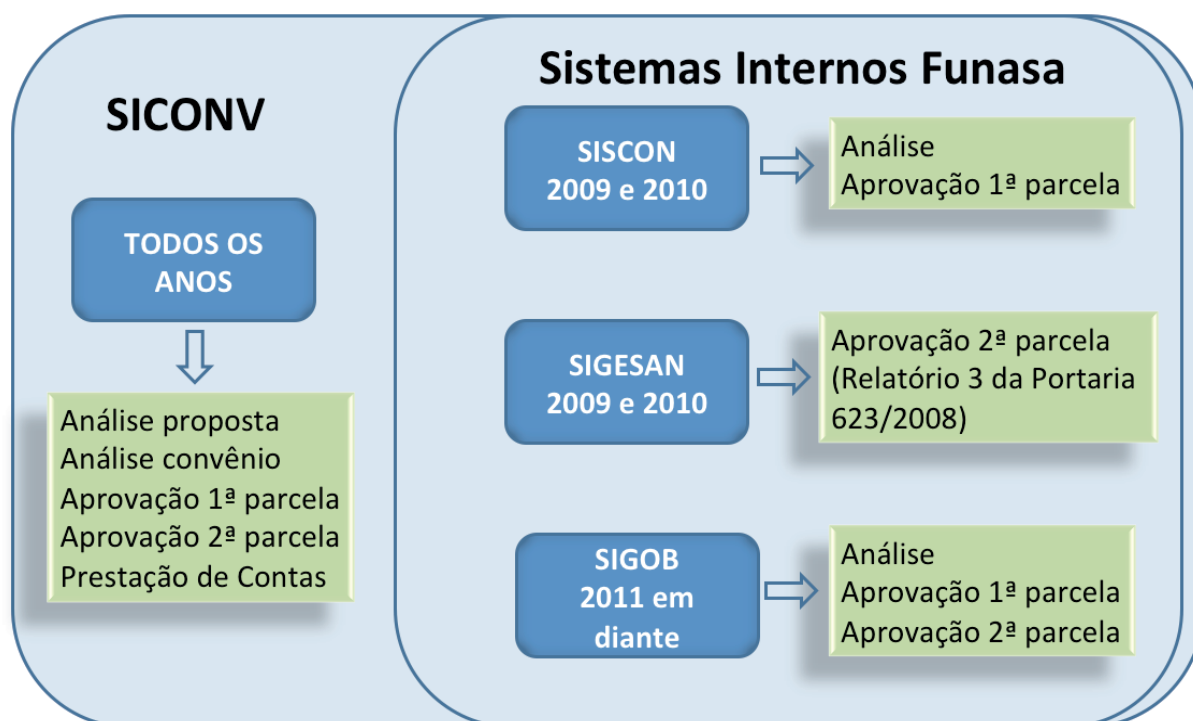 SICONV
TODOS OS
ANOS
Análise proposta
Análise convênio
Aprovação 1ª parcela
Aprovação 2ª parcela
Prestação de Contas
Sistemas Internos Funasa
SISCON
2009 e 2010
Análise
Aprovação 1ª parcela
SIGESAN
2009 e 2010
Aprovação 2ª parcela
(Relatório 3 da Portaria
623/2008)
SIGOB
2011 em
diante
Análise
Aprovação 1ª parcela
Aprovação 2ª parcela